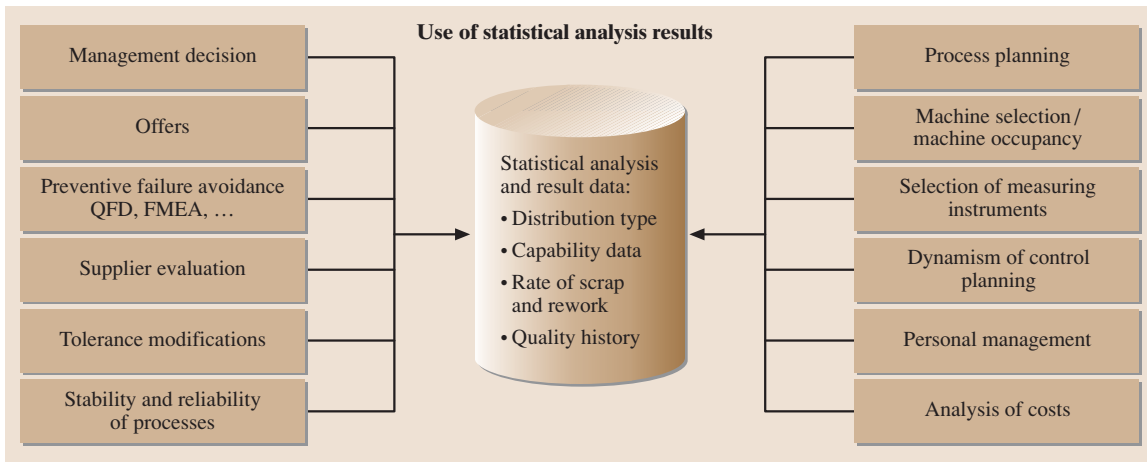 Use of statistical analysis results
Management decision
Offers
Preventive failure avoidance
QFD, FMEA, …
Supplier evaluation
Tolerance modifications
Stability and reliability
of processes
Statistical analysis
and result data:
• Distribution type
• Capability data
• Rate of scrap
and rework
• Quality history
Process planning
Machine selection /
machine occupancy
Selection of measuring
instruments
Dynamism of control
planning
Personal management
Analysis of costs